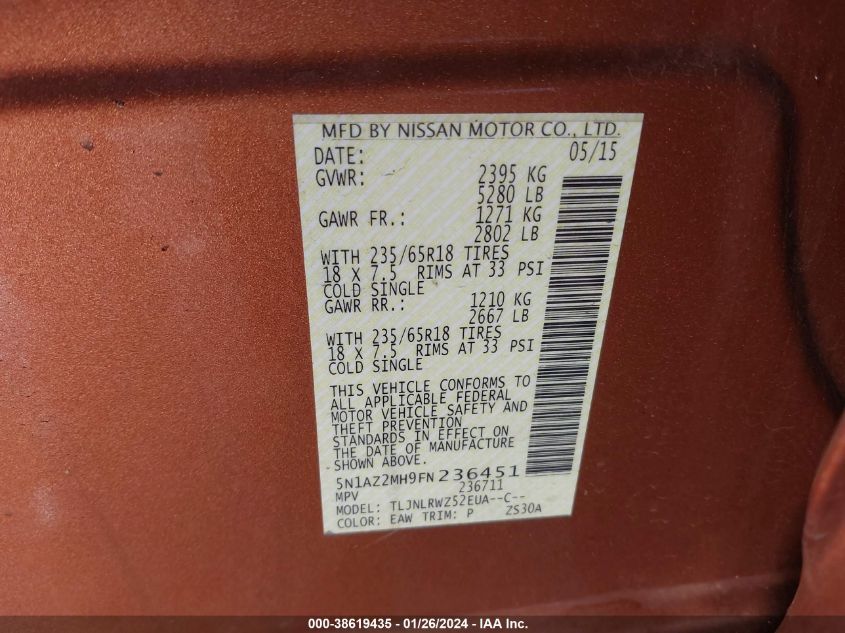 MFD BY NISSAN MOTOR CO., LTD.
DATE: 05/15
GVWR: 2395 KG
5280 LB
GAWR FR.: 1271 KG
2802 LB
WITH 235/65R18 TIRES
18 X 7.5 RIMS AT 33 PSI
COLD SINGLE
GAWR RR.: 1210 KG
2667 LB
WITH 235/65R18 TIRES
18 X 7.5 RIMS AT 33 PSI
COLD SINGLE
THIS VEHICLE CONFORMS TO
ALL APPLICABLE FEDERAL
MOTOR VEHICLE SAFETY AND
THEFT PREVENTION
STANDARDS IN EFFECT ON
THE DATE OF MANUFACTURE
SHOWN ABOVE.
5N1AZ2MH9FN236451
MPV 236711
MODEL: TLJNLRWZ52EUA--C--
COLOR: EAW TRIM: P ZS30A
000-38619435 - 01/26/2024 - IAA Inc.